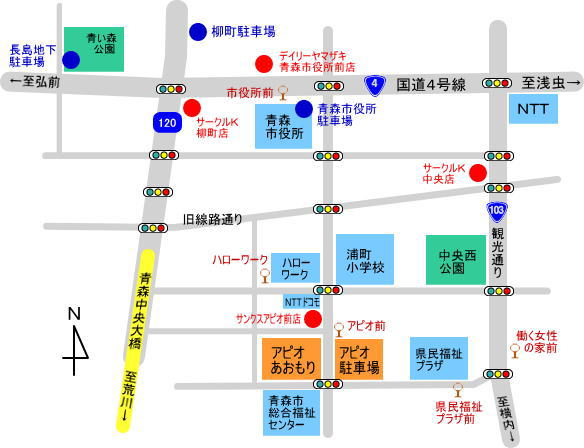 柳町駐車場
青い森
公園
長島地下
駐車場
デイリーヤマザキ
青森市役所前店
←至弘前
国道4号線
4
至浅虫→
市役所前
青森市役所
駐車場
NTT
120
サークルK
柳町店
青森
市役所
サークルK
中央店
旧線路通り
103
観光通り
ハローワーク
ハロー
ワーク
浦町
小学校
中央西
公園
青森中央大橋
NTTドコモ
サンクスアピオ前店
アピオ前
N
働く女性
の家前
アピオ
あおもり
アピオ
駐車場
県民福祉
プラザ
至荒川→
県民福祉
プラザ前
青森市
総合福祉
センター
至横内→